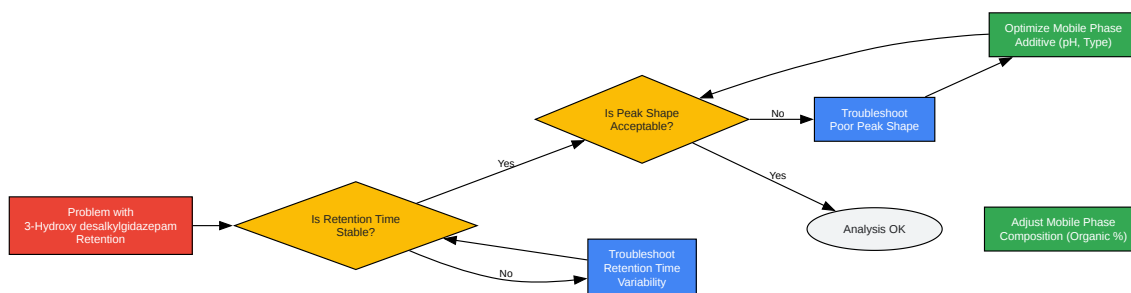 Problem with
3-Hydroxy desalkylgidazepam
Retention
Is Retention Time
Stable?
Yes
No
Troubleshoot
Retention Time
Variability
Is Peak Shape
Acceptable?
No
Yes
Troubleshoot
Poor Peak Shape
Optimize Mobile Phase
Additive (pH, Type)
Analysis OK
Adjust Mobile Phase
Composition (Organic %)